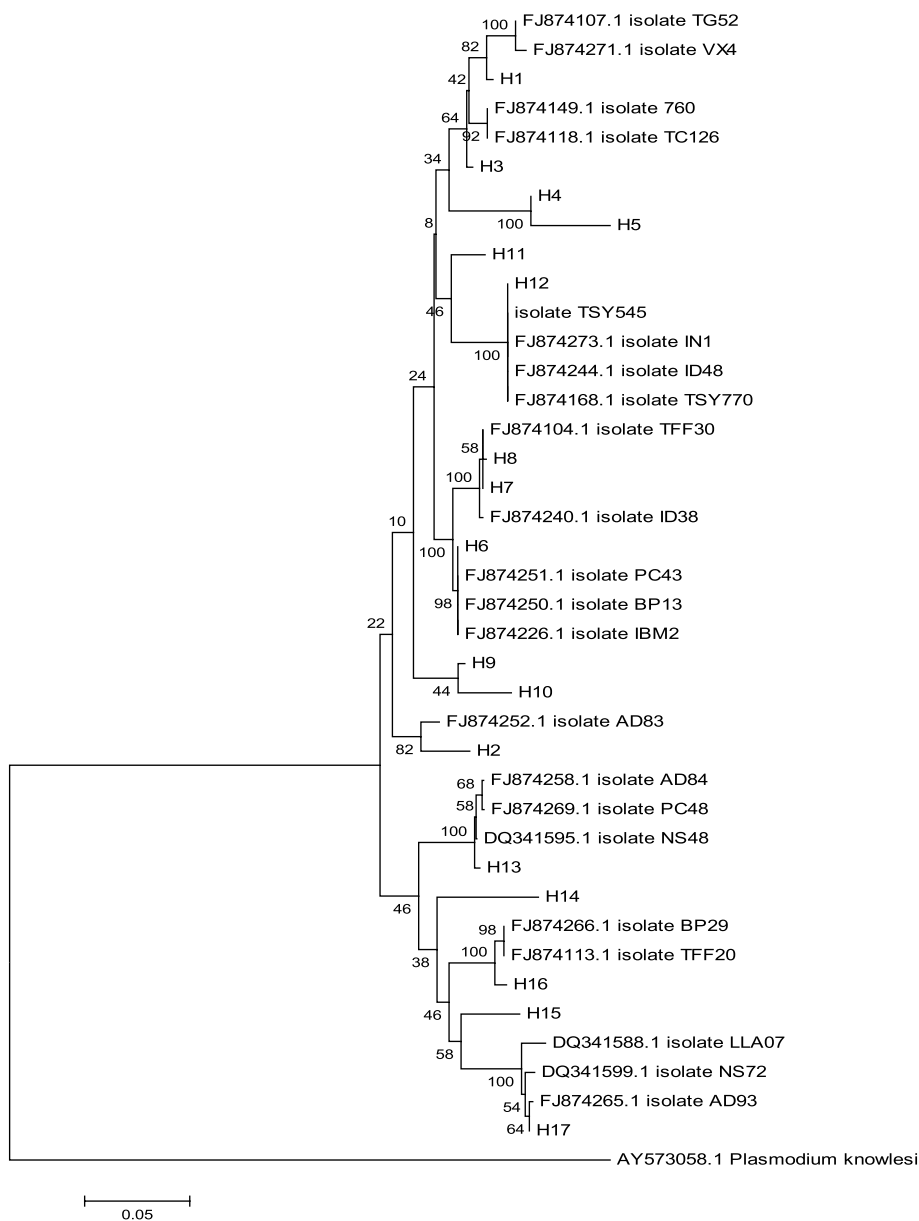 100
FJ874107.1 isolate TG52
82
FJ874271.1 isolate VX4
42
H1
FJ874149.1 isolate 760
64
92
FJ874118.1 isolate TC126
34
H3
H4
8
100
H5
H11
H12
46
isolate TSY545
FJ874273.1 isolate IN1
100
FJ874244.1 isolate ID48
24
FJ874168.1 isolate TSY770
FJ874104.1 isolate TFF30
58
H8
100
H7
10
FJ874240.1 isolate ID38
100
H6
FJ874251.1 isolate PC43
98
FJ874250.1 isolate BP13
22
FJ874226.1 isolate IBM2
H9
44
H10
FJ874252.1 isolate AD83
82
H2
68
FJ874258.1 isolate AD84
58
FJ874269.1 isolate PC48
100
DQ341595.1 isolate NS48
H13
46
H14
98
FJ874266.1 isolate BP29
100
FJ874113.1 isolate TFF20
38
H16
46
H15
58
DQ341588.1 isolate LLA07
100
DQ341599.1 isolate NS72
54
FJ874265.1 isolate AD93
64
H17
AY573058.1 Plasmodium knowlesi
0.05